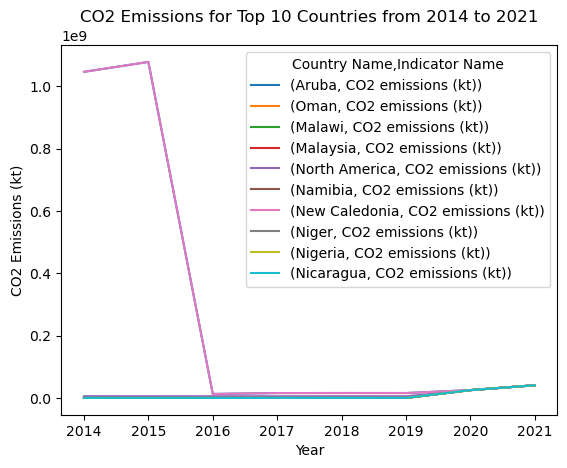 CO2 Emissions for Top 10 Countries from 2014 to 2021
1e9
Country Name,Indicator Name
(Aruba, CO2 emissions (kt))
(Oman, CO2 emissions (kt))
(Malawi, CO2 emissions (kt))
(Malaysia, CO2 emissions (kt))
(North America, CO2 emissions (kt))
(Namibia, CO2 emissions (kt))
(New Caledonia, CO2 emissions (kt))
(Niger, CO2 emissions (kt))
(Nigeria, CO2 emissions (kt))
(Nicaragua, CO2 emissions (kt))
CO2 Emissions (kt)
1.0
0.8
0.6
0.4
0.2
0.0
2014 2015 2016 2017 2018 2019 2020 2021
Year